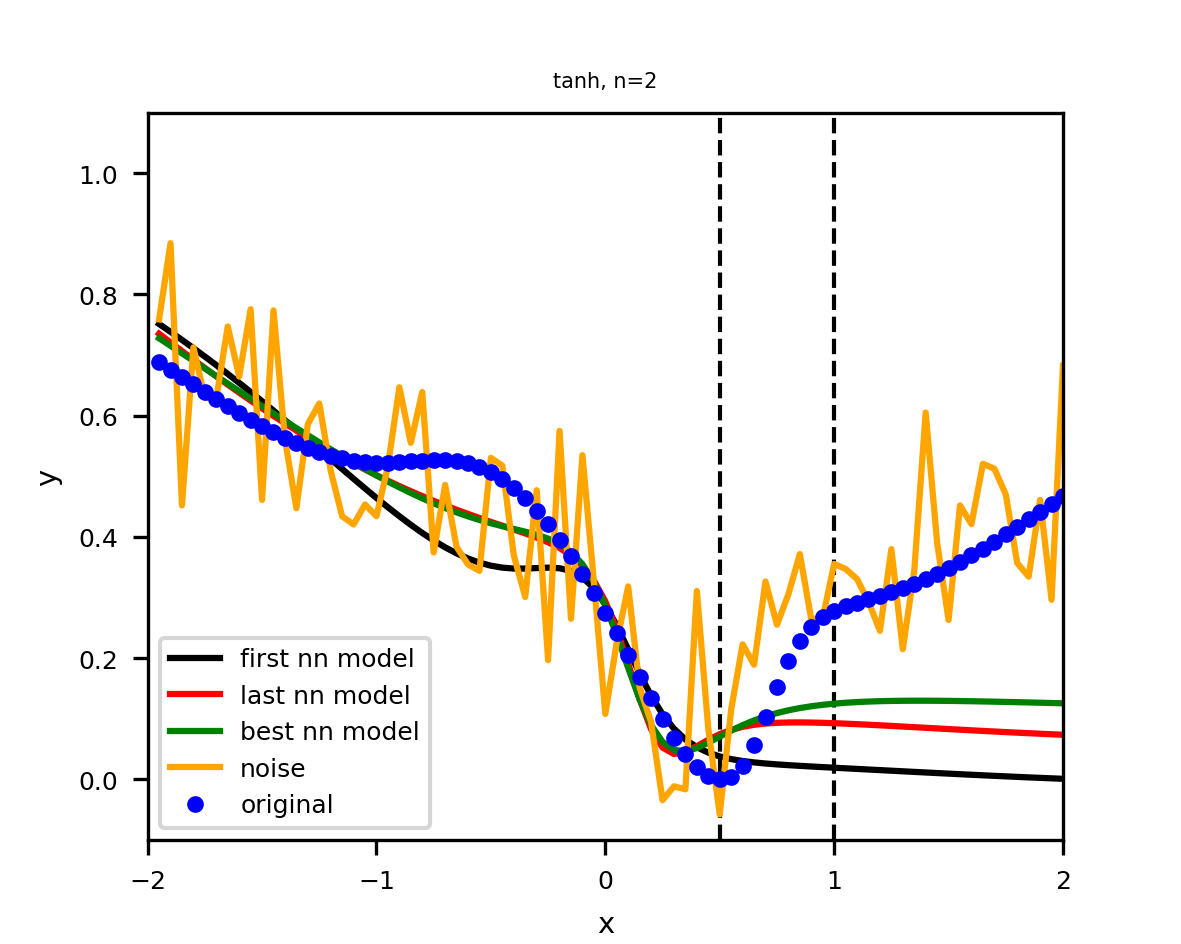 tanh, n=2
y
1.0
0.8
0.6
0.4
0.2
0.0
first nn model
last nn model
best nn model
noise
original
−2
−1
0
1
2
x